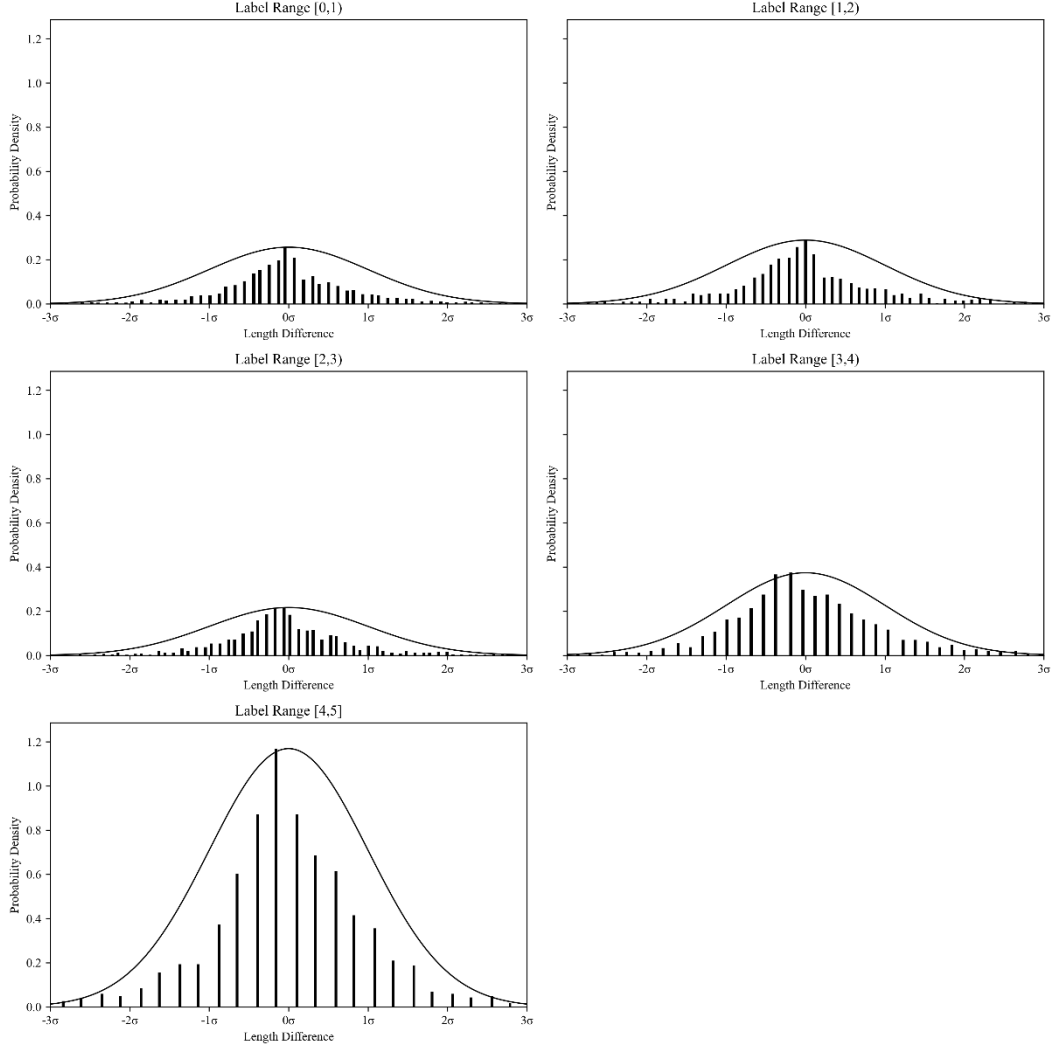 Label Range [0,1)
Probability Density
1.2
1.0
0.8
0.6
0.4
0.2
0.0
-3σ -2σ -1σ 0σ 1σ 2σ 3σ
Length Difference
Label Range [1,2)
Probability Density
-3σ -2σ -1σ 0σ 1σ 2σ 3σ
Length Difference
Label Range [2,3)
Probability Density
1.2
1.0
0.8
0.6
0.4
0.2
0.0
-3σ -2σ -1σ 0σ 1σ 2σ 3σ
Length Difference
Label Range [3,4)
Probability Density
-3σ -2σ -1σ 0σ 1σ 2σ 3σ
Length Difference
Label Range [4,5]
Probability Density
1.2
1.0
0.8
0.6
0.4
0.2
0.0
-3σ -2σ -1σ 0σ 1σ 2σ 3σ
Length Difference